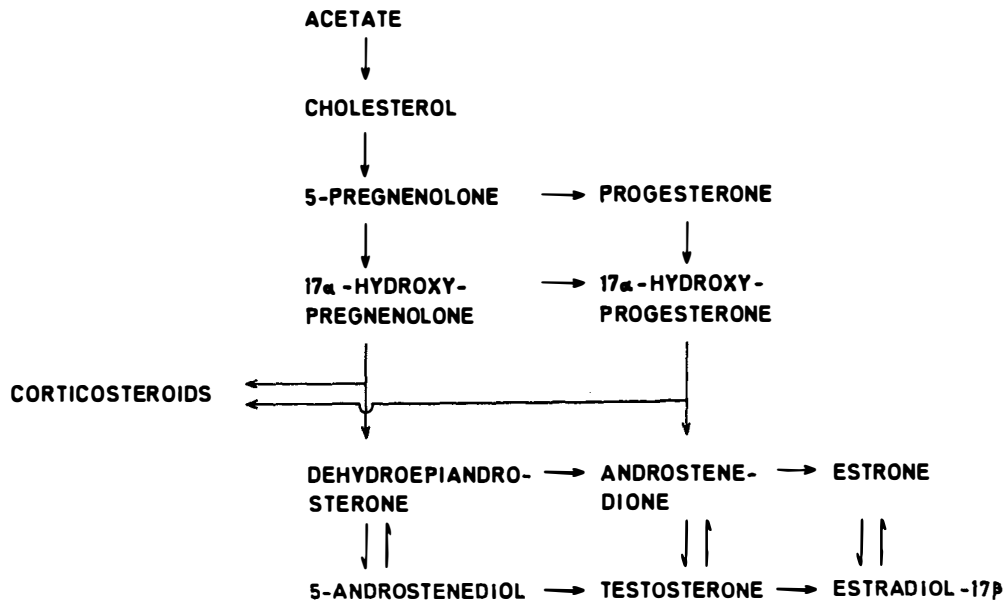 ACETATE
CHOLESTEROL
5-PREGNENOLONE
PROGESTERONE
17α-HYDROXY-
PREGNENOLONE
17α-HYDROXY-
PROGESTERONE
CORTICOSTEROIDS
DEHYDROEPIANDRO-
STERONE
ANDROSTENE-
DIONE
ESTRONE
5-ANDROSTENEDIOL
TESTOSTERONE
ESTRADIOL-17β